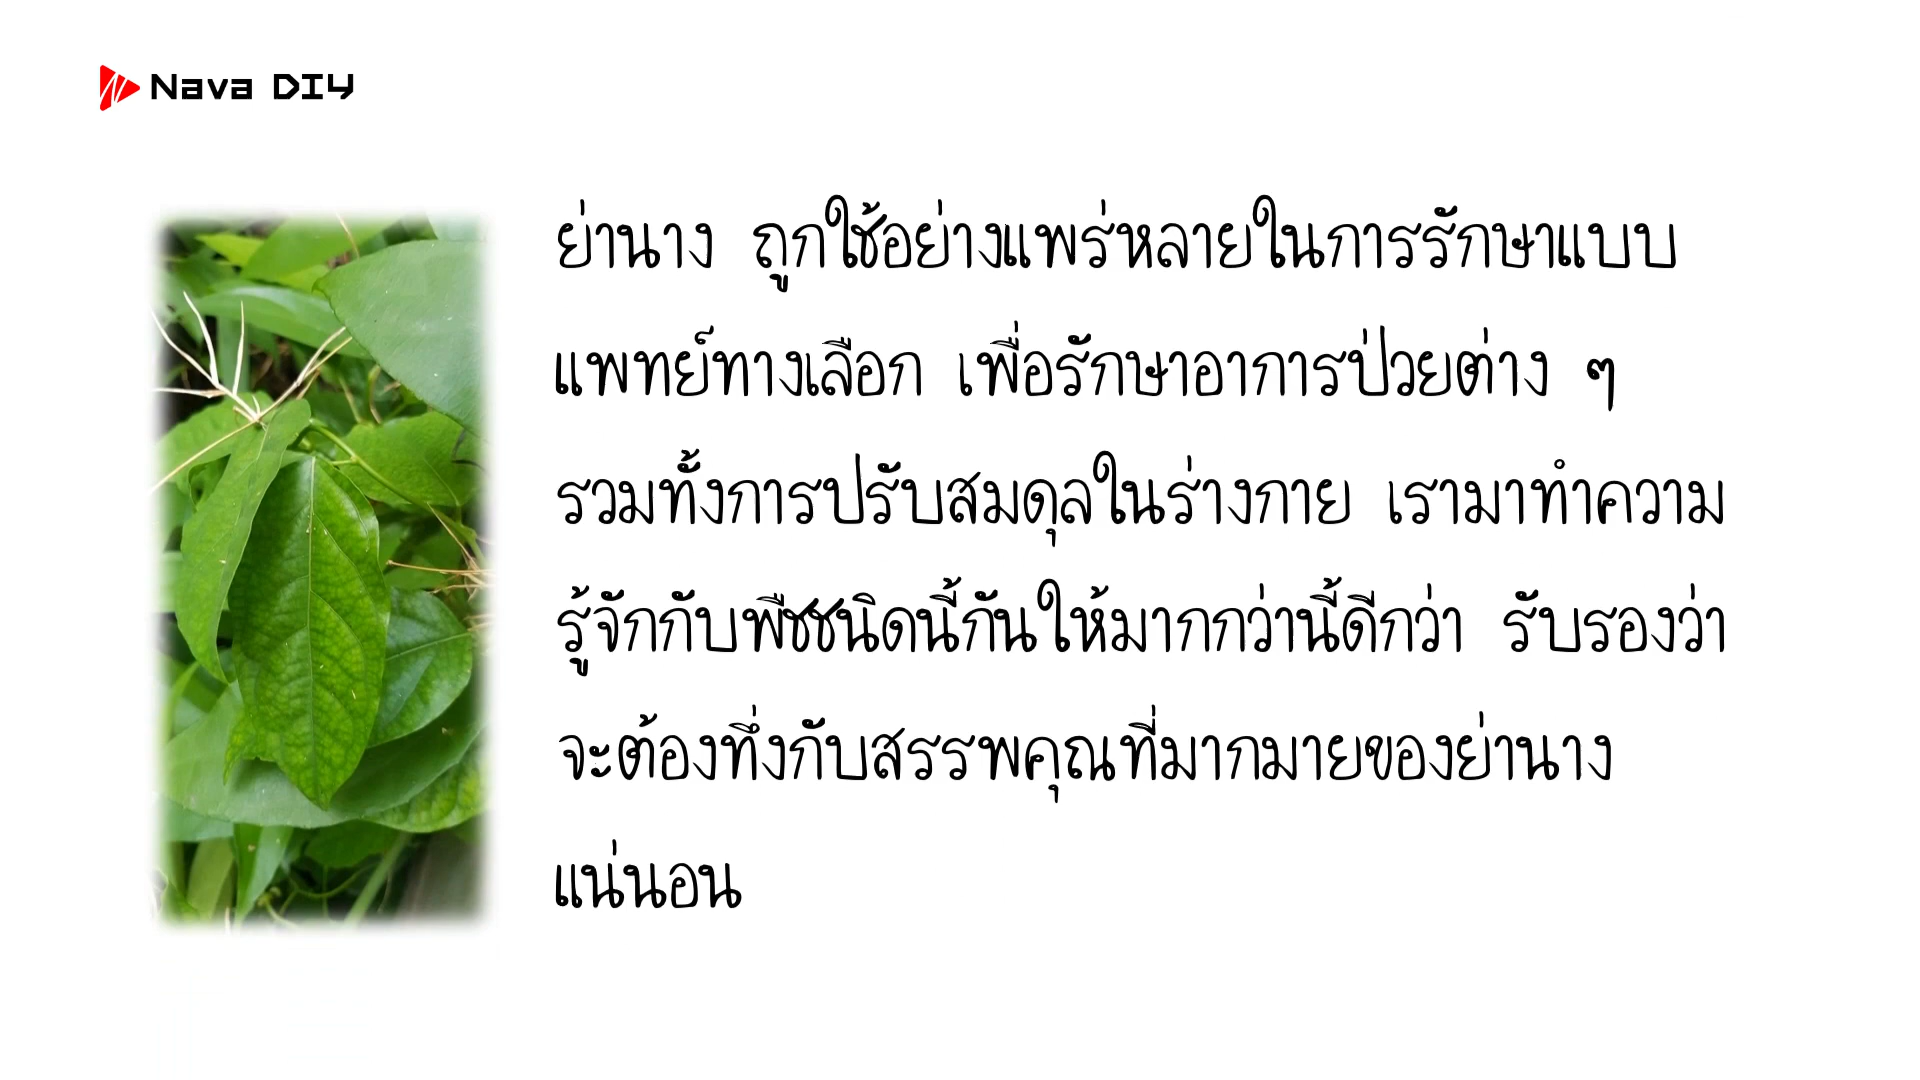 Nava DIY
ย่านาง ถูกใช้อย่างแพร่หลายในการรักษาแบบ
แพทย์ทางเลือก เพื่อรักษาอาการป่วยต่าง ๆ
รวมทั้งการปรับสมดุลในร่างกาย เรามาทำความ
รู้จักกับพืชชนิดนี้กันให้มากกว่านี้ดีกว่า รับรองว่า
จะต้องทึ่งกับสรรพคุณที่มากมายของย่านาง
แน่นอน